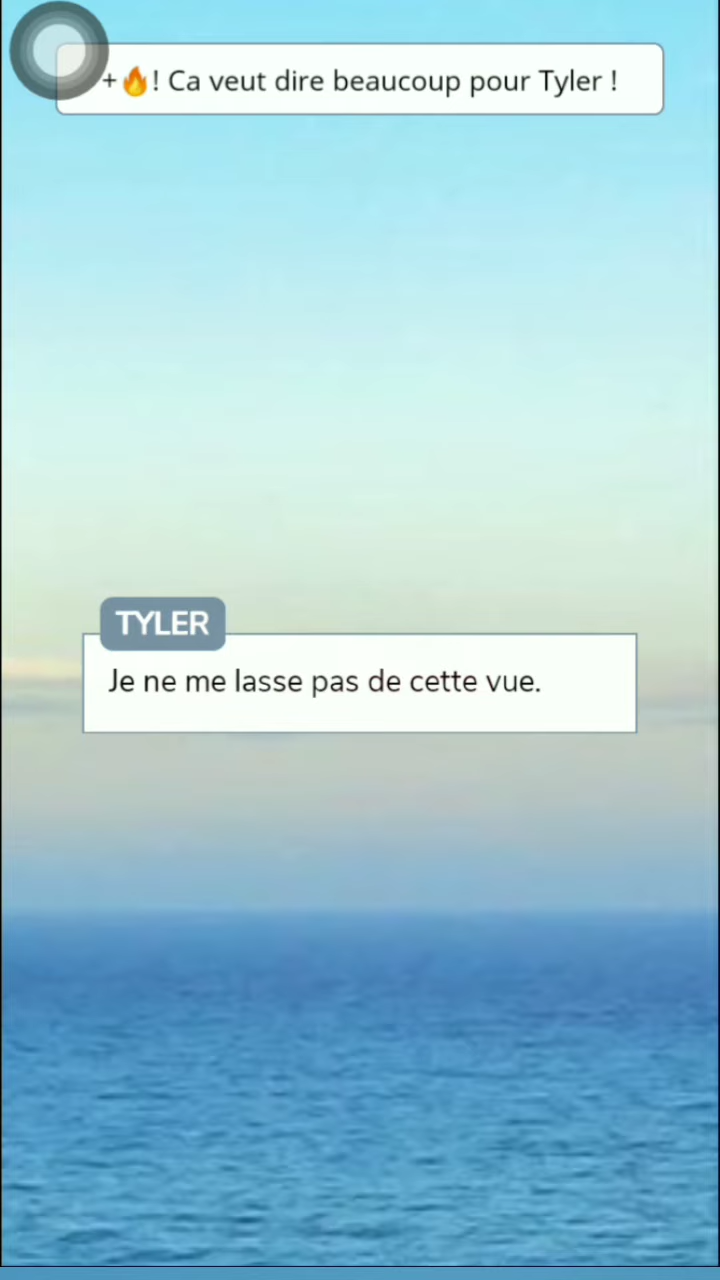 +🔥! Ca veut dire beaucoup pour Tyler !
TYLER
Je ne me lasse pas de cette vue.